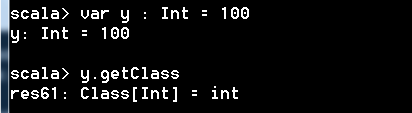 scala> var y : Int = 100
y: Int = 100
scala> y.getClass
res61: Class[Int] = int